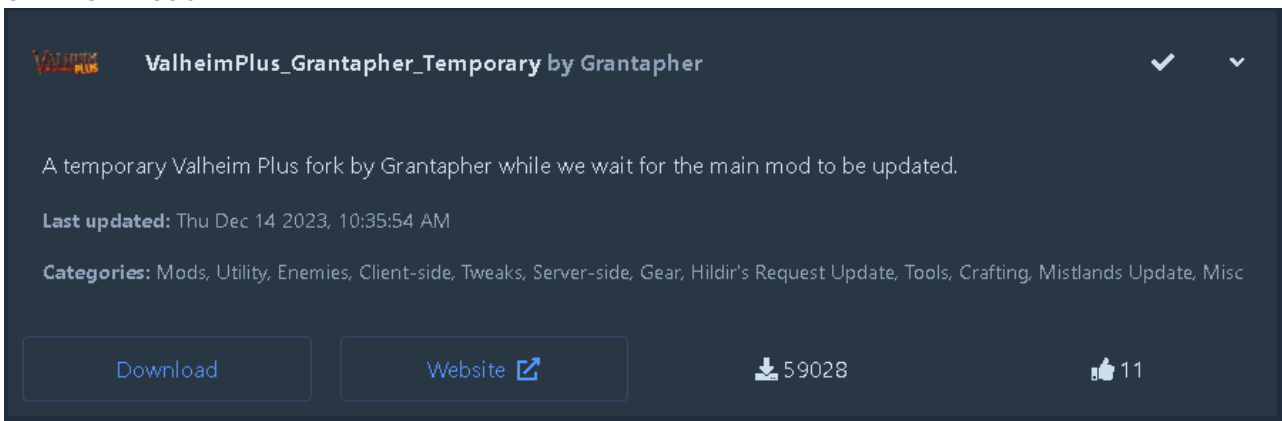 VALHEIM PLUS
ValheimPlus_Grantapher_Temporary by Grantapher
A temporary Valheim Plus fork by Grantapher while we wait for the main mod to be updated.
Last updated: Thu Dec 14 2023, 10:35:54 AM
Categories: Mods, Utility, Enemies, Client-side, Tweaks, Server-side, Gear, Hildir's Request Update, Tools, Crafting, Mistlands Update, Misc
Download
Website
59028
11